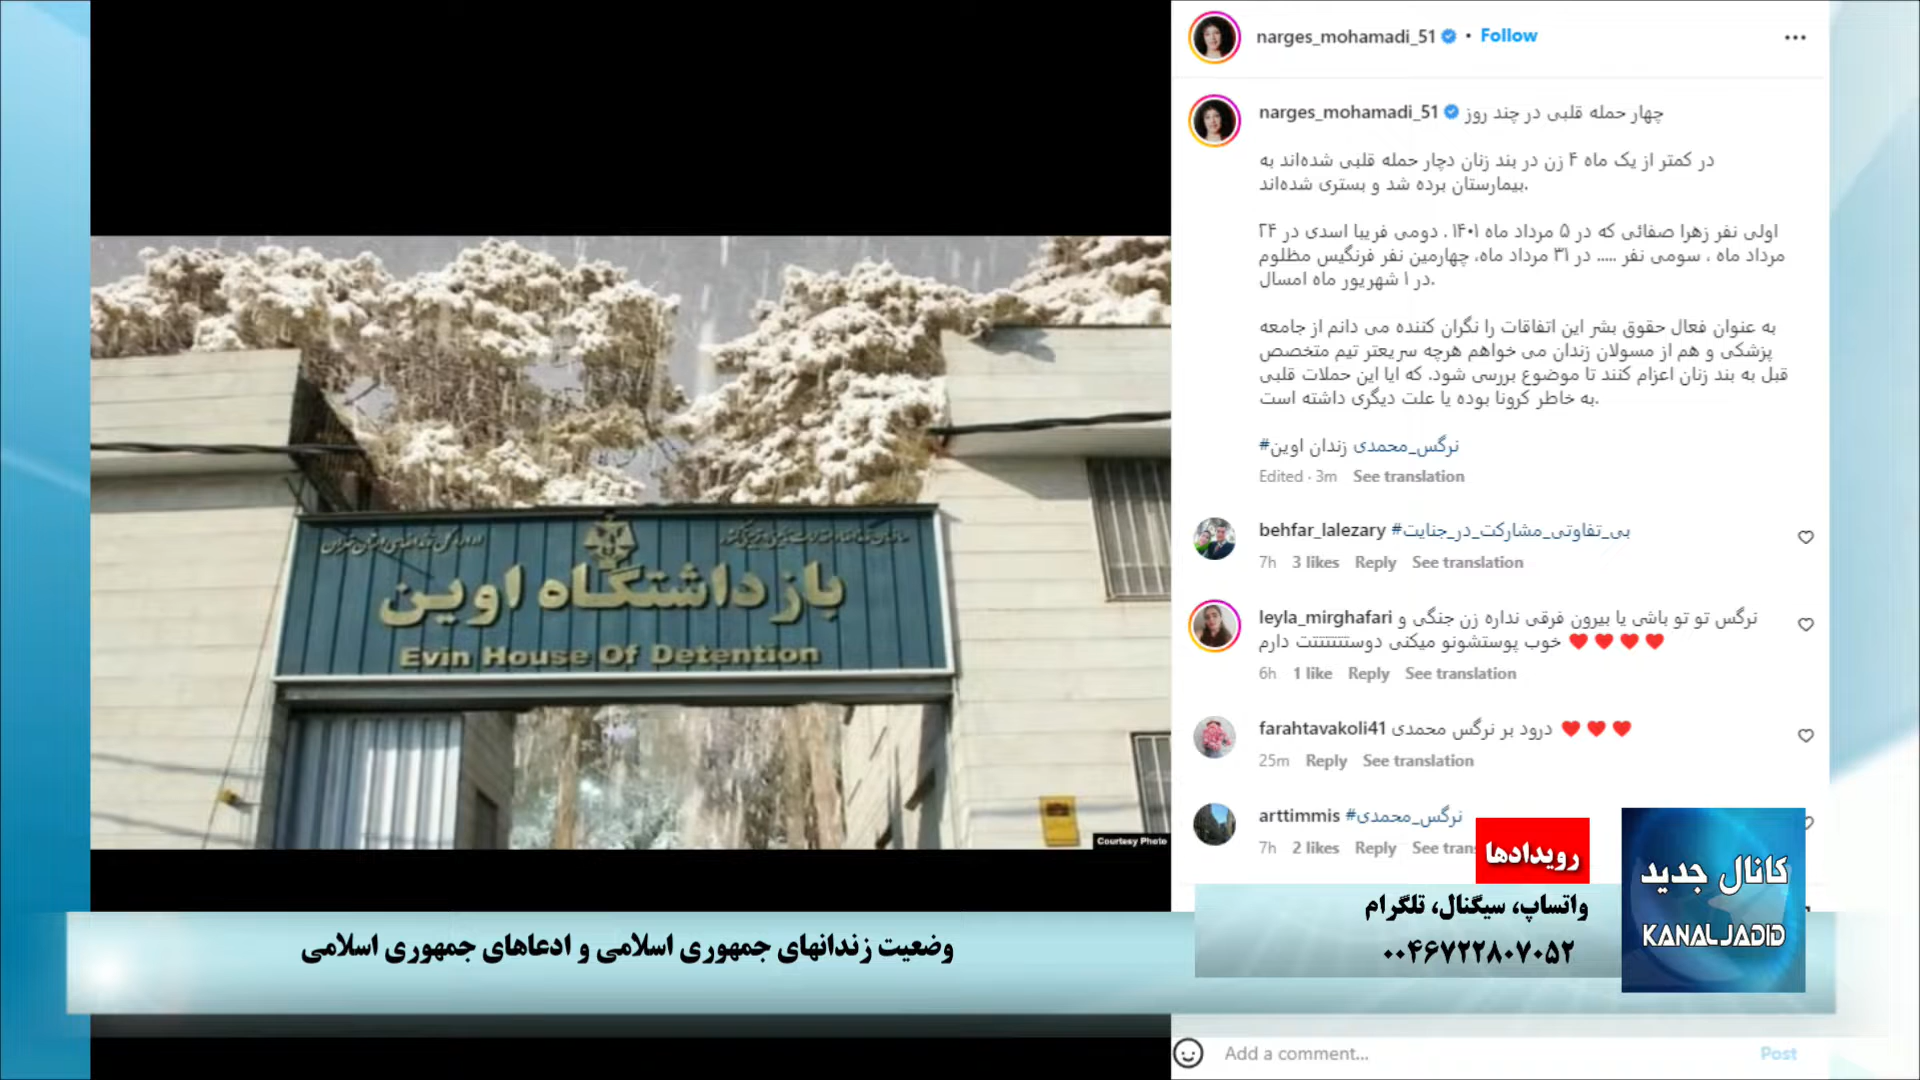 narges_mohamadi_51 • Follow
narges_mohamadi_51 چهار حمله قلبی در چند روز
در کمتر از یک ماه ۴ زن در بند زنان دچار حمله قلبی شده‌اند به
بیمارستان برده شد و بستری شده‌اند.
اولی نفر زهرا صفائی که در ۵ مرداد ماه ۱۴۰۱ . دومی فریبا اسدی در ۲۴
مرداد ماه ، سومی نفر ..... در ۳۱ مرداد ماه، چهارمین نفر فرنگیس مظلوم
در ۱ شهریور ماه امسال.
به عنوان فعال حقوق بشر این اتفاقات را نگران کننده می دانم از جامعه
پزشکی و هم از مسولان زندان می خواهم هرچه سریعتر تیم متخصص
قبل به بند زنان اعزام کنند تا موضوع بررسی شود. که ایا این حملات قلبی
به خاطر کرونا بوده یا علت دیگری داشته است.
#نرگس_محمدی زندان اوین
Edited · 3m See translation
behfar_lalezary #بی_تفاوتی_مشارکت_در_جنایت
7h 3 likes Reply See translation
leyla_mirghafari نرگس تو تو باشی یا بیرون فرقی نداره زن جنگی و
خوب پوستشونو میکنی دوستتتتتتتت دارم ♥️♥️♥️♥️
6h 1 like Reply See translation
farahtavakoli41 درود بر نرگس محمدی ♥️♥️♥️
25m Reply See translation
arttimmis #نرگس_محمدی
7h 2 likes Reply See trans
Add a comment... Post
بازداشتگاه اوین
Evin House Of Detention
Courtesy Photo
رویدادها
واتساپ، سیگنال، تلگرام
۰۰۴۶۷۲۲۸۰۷۰۵۲
کانال جدید
KANAL JADID
وضعیت زندانهای جمهوری اسلامی و ادعاهای جمهوری اسلامی